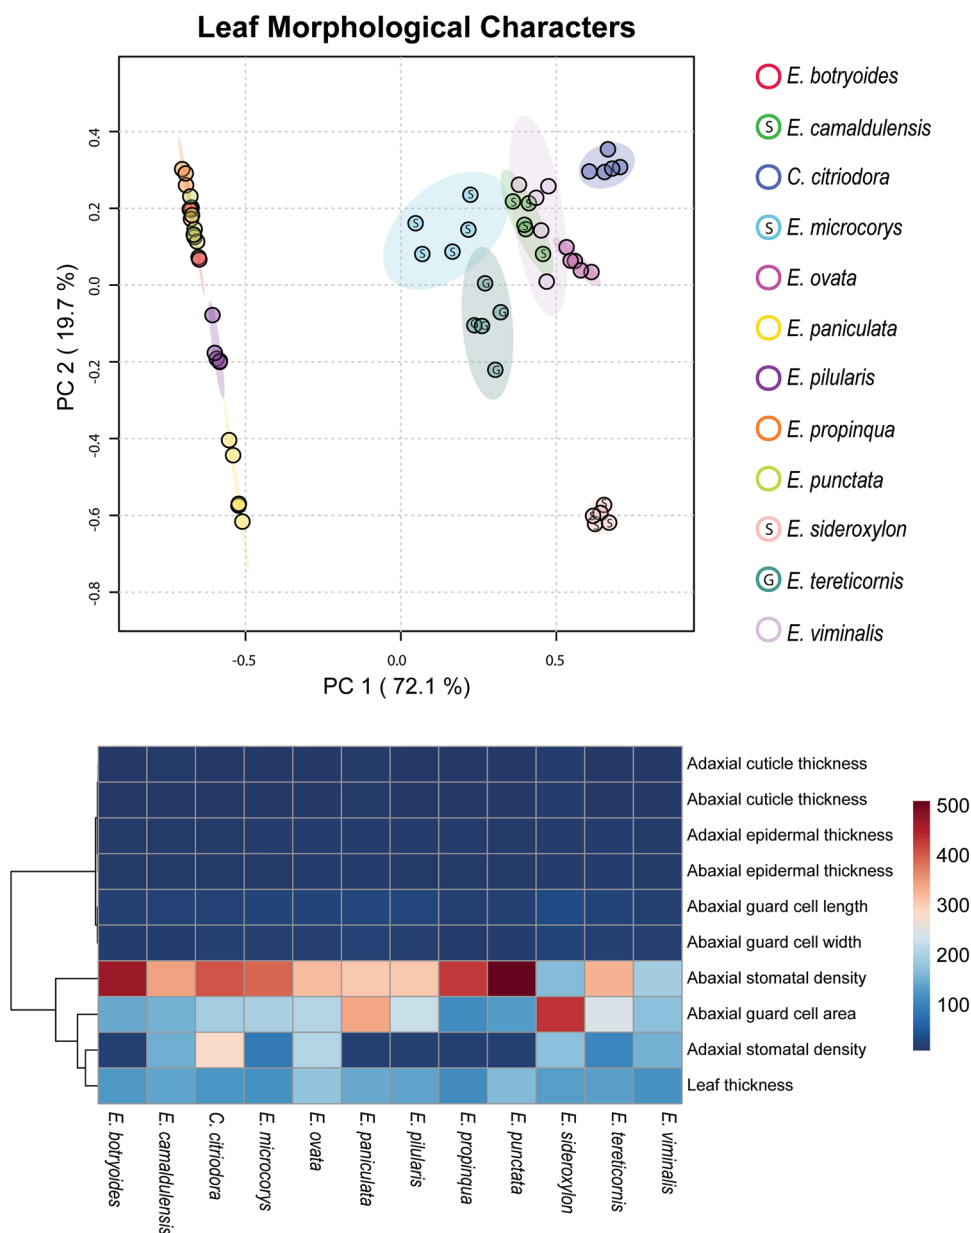 Leaf Morphological Characters
PC 2 ( 19.7 %)
0.4
0.2
0.0
-0.2
-0.4
-0.6
-0.8
-0.5
0.0
0.5
PC 1 ( 72.1 %)
E. botryoides
S E. camaldulensis
C. citriodora
S E. microcorys
E. ovata
E. paniculata
E. pilularis
E. propinqua
E. punctata
S E. sideroxylon
G E. tereticornis
E. viminalis
S
S
S
S
S
S
S
S
S
S
G
G
G
G
G
S
S
S
S
Adaxial cuticle thickness
Abaxial cuticle thickness
Adaxial epidermal thickness
Abaxial epidermal thickness
Abaxial guard cell length
Abaxial guard cell width
Abaxial stomatal density
Abaxial guard cell area
Adaxial stomatal density
Leaf thickness
500
400
300
200
100
E. botryoides
E. camaldulensis
C. citriodora
E. microcorys
E. ovata
E. paniculata
E. pilularis
E. propinqua
E. punctata
E. sideroxylon
E. tereticornis
E. viminalis